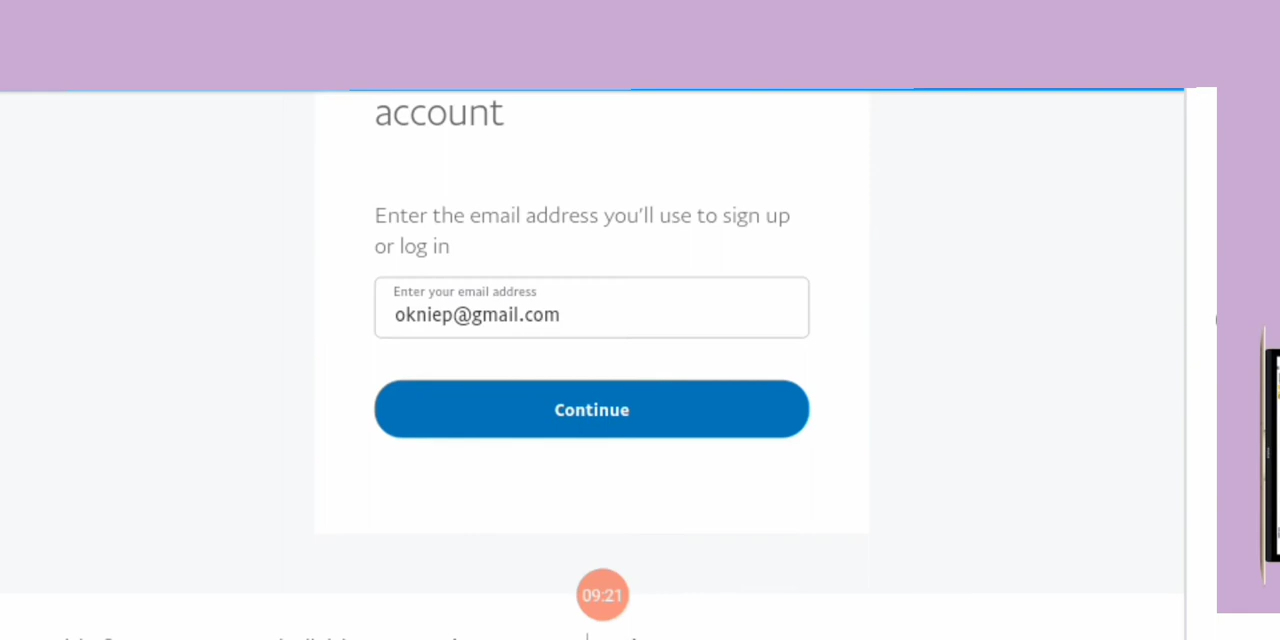 account
Enter the email address you'll use to sign up
or log in
Enter your email address
okniep@gmail.com
Continue
09:21